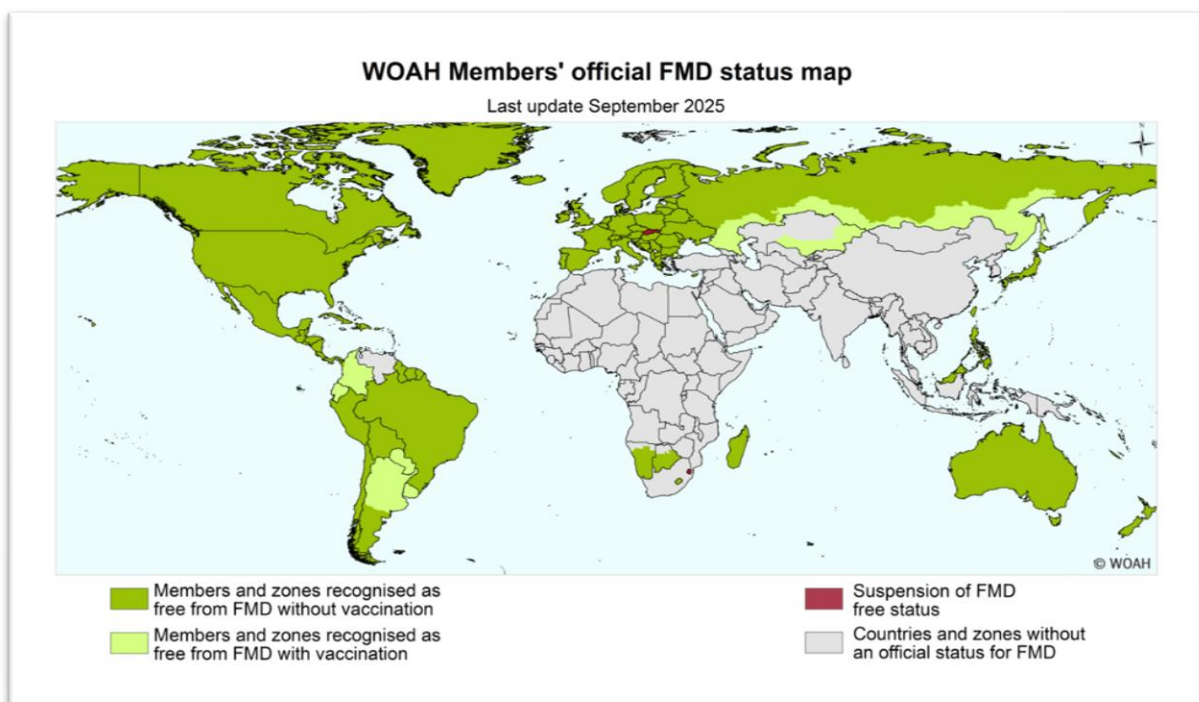 WOAH Members' official FMD status map
Last update September 2025
N
© WOAH
Members and zones recognised as
free from FMD without vaccination
Members and zones recognised as
free from FMD with vaccination
Suspension of FMD
free status
Countries and zones without
an official status for FMD